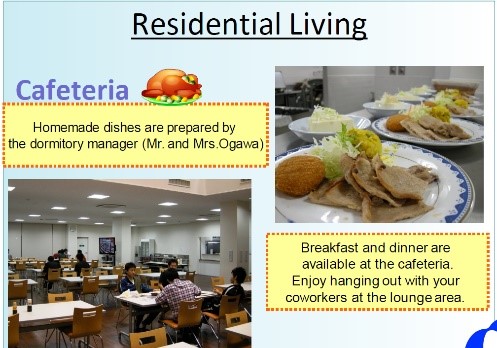 Residential Living
Cafeteria
Homemade dishes are prepared by
the dormitory manager (Mr. and Mrs.Ogawa)
Breakfast and dinner are
available at the cafeteria.
Enjoy hanging out with your
coworkers at the lounge area.